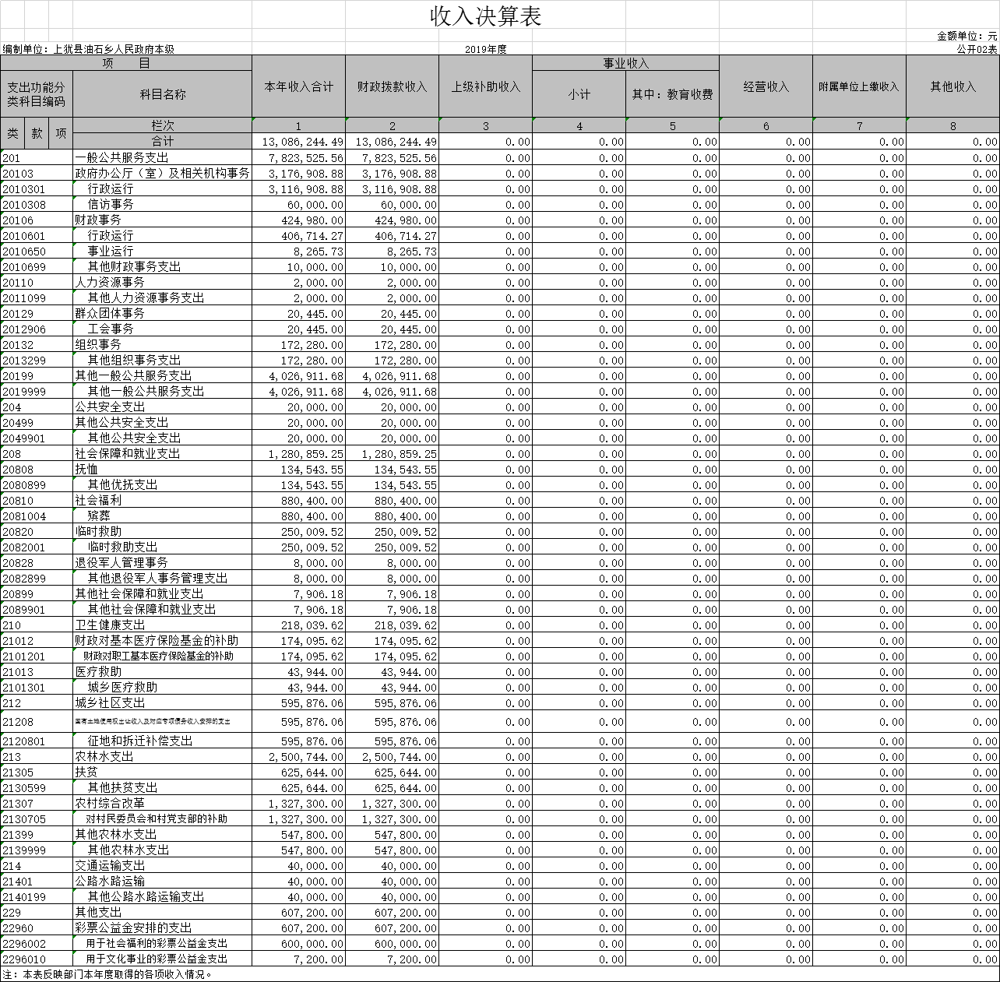 收入决算表
金额单位：元
编制单位：上犹县油石乡人民政府本级 2019年度 公开02表
项 目 本年收入合计 财政拨款收入 上级补助收入 事业收入 经营收入 附属单位上缴收入 其他收入
支出功能分类科目编码 科目名称 小计 其中：教育收费
类 款 项 栏次 1 2 3 4 5 6 7 8
合计 13,086,244.49 13,086,244.49 0.00 0.00 0.00 0.00 0.00 0.00
201 一般公共服务支出 7,823,525.56 7,823,525.56 0.00 0.00 0.00 0.00 0.00 0.00
20103 政府办公厅（室）及相关机构事务 3,176,908.88 3,176,908.88 0.00 0.00 0.00 0.00 0.00 0.00
2010301 行政运行 3,116,908.88 3,116,908.88 0.00 0.00 0.00 0.00 0.00 0.00
2010308 信访事务 60,000.00 60,000.00 0.00 0.00 0.00 0.00 0.00 0.00
20106 财政事务 424,980.00 424,980.00 0.00 0.00 0.00 0.00 0.00 0.00
2010601 行政运行 406,714.27 406,714.27 0.00 0.00 0.00 0.00 0.00 0.00
2010650 事业运行 8,265.73 8,265.73 0.00 0.00 0.00 0.00 0.00 0.00
2010699 其他财政事务支出 10,000.00 10,000.00 0.00 0.00 0.00 0.00 0.00 0.00
20110 人力资源事务 2,000.00 2,000.00 0.00 0.00 0.00 0.00 0.00 0.00
2011099 其他人力资源事务支出 2,000.00 2,000.00 0.00 0.00 0.00 0.00 0.00 0.00
20129 群众团体事务 20,445.00 20,445.00 0.00 0.00 0.00 0.00 0.00 0.00
2012906 工会事务 20,445.00 20,445.00 0.00 0.00 0.00 0.00 0.00 0.00
20132 组织事务 172,280.00 172,280.00 0.00 0.00 0.00 0.00 0.00 0.00
2013299 其他组织事务支出 172,280.00 172,280.00 0.00 0.00 0.00 0.00 0.00 0.00
20199 其他一般公共服务支出 4,026,911.68 4,026,911.68 0.00 0.00 0.00 0.00 0.00 0.00
2019999 其他一般公共服务支出 4,026,911.68 4,026,911.68 0.00 0.00 0.00 0.00 0.00 0.00
204 公共安全支出 20,000.00 20,000.00 0.00 0.00 0.00 0.00 0.00 0.00
20499 其他公共安全支出 20,000.00 20,000.00 0.00 0.00 0.00 0.00 0.00 0.00
2049901 其他公共安全支出 20,000.00 20,000.00 0.00 0.00 0.00 0.00 0.00 0.00
208 社会保障和就业支出 1,280,859.25 1,280,859.25 0.00 0.00 0.00 0.00 0.00 0.00
20808 抚恤 134,543.55 134,543.55 0.00 0.00 0.00 0.00 0.00 0.00
2080899 其他优抚支出 134,543.55 134,543.55 0.00 0.00 0.00 0.00 0.00 0.00
20810 社会福利 880,400.00 880,400.00 0.00 0.00 0.00 0.00 0.00 0.00
2081004 殡葬 880,400.00 880,400.00 0.00 0.00 0.00 0.00 0.00 0.00
20820 临时救助 250,009.52 250,009.52 0.00 0.00 0.00 0.00 0.00 0.00
2082001 临时救助支出 250,009.52 250,009.52 0.00 0.00 0.00 0.00 0.00 0.00
20828 退役军人管理事务 8,000.00 8,000.00 0.00 0.00 0.00 0.00 0.00 0.00
2082899 其他退役军人事务管理支出 8,000.00 8,000.00 0.00 0.00 0.00 0.00 0.00 0.00
20899 其他社会保障和就业支出 7,906.18 7,906.18 0.00 0.00 0.00 0.00 0.00 0.00
2089901 其他社会保障和就业支出 7,906.18 7,906.18 0.00 0.00 0.00 0.00 0.00 0.00
210 卫生健康支出 218,039.62 218,039.62 0.00 0.00 0.00 0.00 0.00 0.00
21012 财政对基本医疗保险基金的补助 174,095.62 174,095.62 0.00 0.00 0.00 0.00 0.00 0.00
2101201 财政对职工基本医疗保险基金的补助 174,095.62 174,095.62 0.00 0.00 0.00 0.00 0.00 0.00
21013 医疗救助 43,944.00 43,944.00 0.00 0.00 0.00 0.00 0.00 0.00
2101301 城乡医疗救助 43,944.00 43,944.00 0.00 0.00 0.00 0.00 0.00 0.00
212 城乡社区支出 595,876.06 595,876.06 0.00 0.00 0.00 0.00 0.00 0.00
21208 国有土地使用权出让收入及对应专项债务收入安排的支出 595,876.06 595,876.06 0.00 0.00 0.00 0.00 0.00 0.00
2120801 征地和拆迁补偿支出 595,876.06 595,876.06 0.00 0.00 0.00 0.00 0.00 0.00
213 农林水支出 2,500,744.00 2,500,744.00 0.00 0.00 0.00 0.00 0.00 0.00
21305 扶贫 625,644.00 625,644.00 0.00 0.00 0.00 0.00 0.00 0.00
2130599 其他扶贫支出 625,644.00 625,644.00 0.00 0.00 0.00 0.00 0.00 0.00
21307 农村综合改革 1,327,300.00 1,327,300.00 0.00 0.00 0.00 0.00 0.00 0.00
2130705 对村民委员会和村党支部的补助 1,327,300.00 1,327,300.00 0.00 0.00 0.00 0.00 0.00 0.00
21399 其他农林水支出 547,800.00 547,800.00 0.00 0.00 0.00 0.00 0.00 0.00
2139999 其他农林水支出 547,800.00 547,800.00 0.00 0.00 0.00 0.00 0.00 0.00
214 交通运输支出 40,000.00 40,000.00 0.00 0.00 0.00 0.00 0.00 0.00
21401 公路水路运输 40,000.00 40,000.00 0.00 0.00 0.00 0.00 0.00 0.00
2140199 其他公路水路运输支出 40,000.00 40,000.00 0.00 0.00 0.00 0.00 0.00 0.00
229 其他支出 607,200.00 607,200.00 0.00 0.00 0.00 0.00 0.00 0.00
22960 彩票公益金安排的支出 607,200.00 607,200.00 0.00 0.00 0.00 0.00 0.00 0.00
2296002 用于社会福利的彩票公益金支出 600,000.00 600,000.00 0.00 0.00 0.00 0.00 0.00 0.00
2296010 用于文化事业的彩票公益金支出 7,200.00 7,200.00 0.00 0.00 0.00 0.00 0.00 0.00
注：本表反映部门本年度取得的各项收入情况。